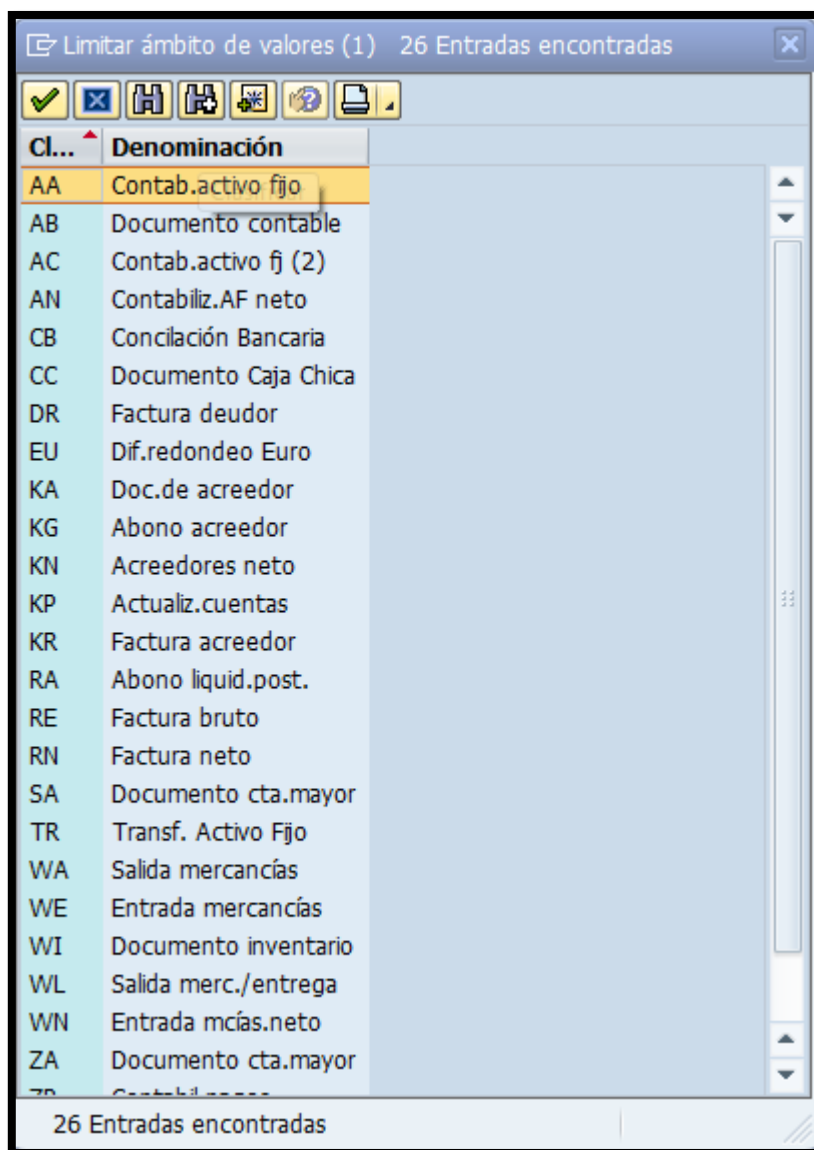 Limitar ámbito de valores (1) 26 Entradas encontradas
Cl... Denominación
AA Contab.activo fijo
AB Documento contable
AC Contab.activo fj (2)
AN Contabiliz.AF neto
CB Concilación Bancaria
CC Documento Caja Chica
DR Factura deudor
EU Dif.redondeo Euro
KA Doc.de acreedor
KG Abono acreedor
KN Acreedores neto
KP Actualiz.cuentas
KR Factura acreedor
RA Abono liquid.post.
RE Factura bruto
RN Factura neto
SA Documento cta.mayor
TR Transf. Activo Fijo
WA Salida mercancías
WE Entrada mercancías
WI Documento inventario
WL Salida merc./entrega
WN Entrada mcías.neto
ZA Documento cta.mayor
26 Entradas encontradas